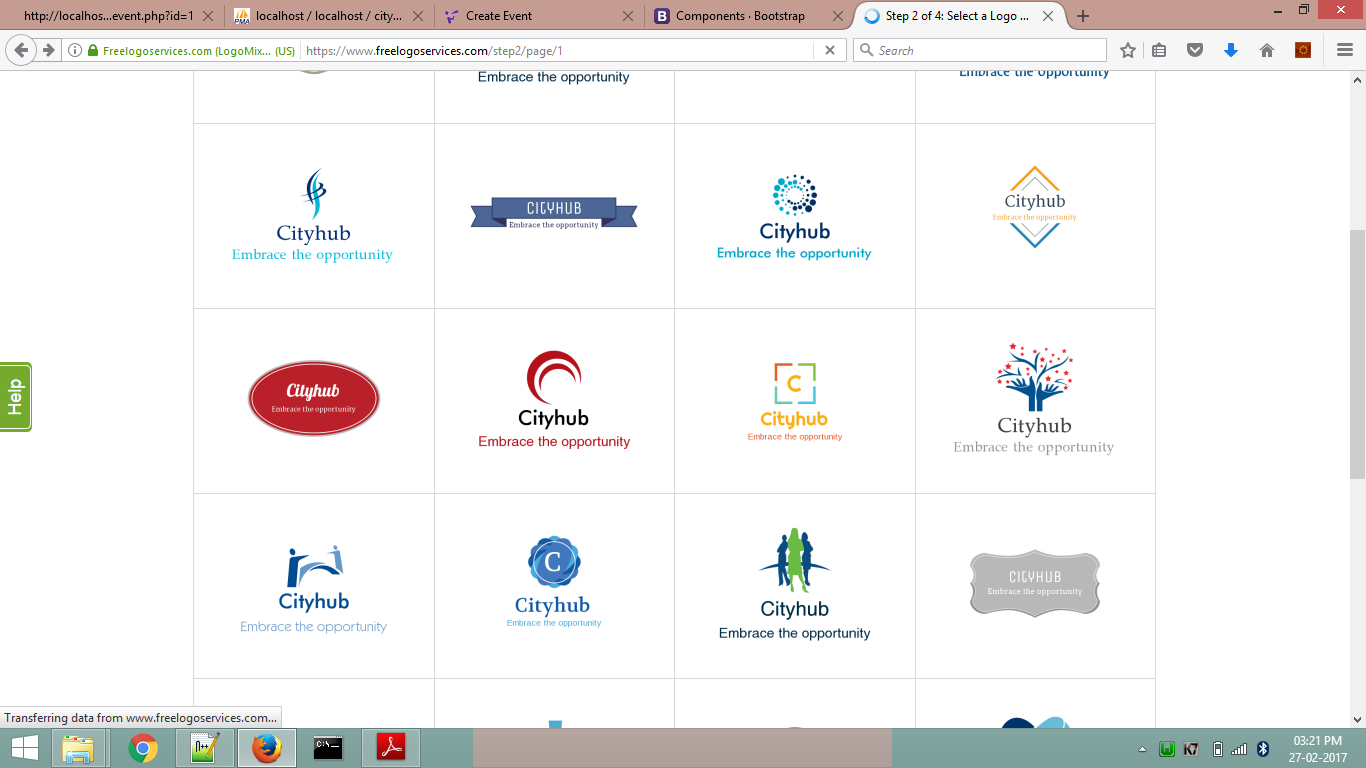 http://localhos...event.php?id=1
localhost / localhost / city...
Create Event
Components · Bootstrap
Step 2 of 4: Select a Logo ...
Freelogoservices.com (LogoMix... (US)
https://www.freelogoservices.com/step2/page/1
Search
Embrace the opportunity
Embrace the opportunity
Cityhub
Embrace the opportunity
CITYHUB
Embrace the opportunity
Cityhub
Embrace the opportunity
Cityhub
Embrace the opportunity
Help
Cityhub
Embrace the opportunity
Cityhub
Embrace the opportunity
C
Cityhub
Embrace the opportunity
Cityhub
Embrace the opportunity
Cityhub
Embrace the opportunity
C
Cityhub
Embrace the opportunity
Cityhub
Embrace the opportunity
CITYHUB
Embrace the opportunity
Transferring data from www.freelogoservices.com...
03:21 PM
27-02-2017